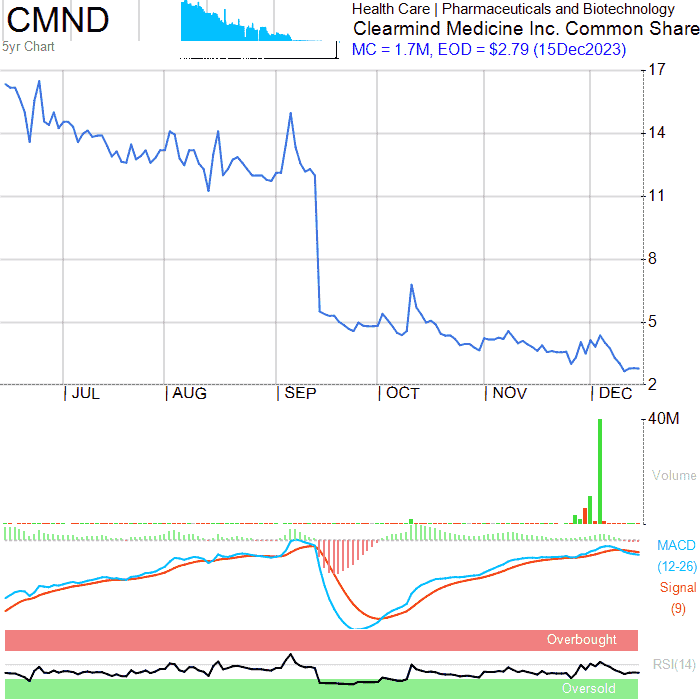 CMND
5yr Chart
Health Care | Pharmaceuticals and Biotechnology
Clearmind Medicine Inc. Common Share
MC = 1.7M, EOD = $2.79 (15Dec2023)
17
14
11
8
5
2
JUL AUG SEP OCT NOV DEC
40M
Volume
MACD
(12-26)
Signal
(9)
Overbought
RSI(14)
Oversold